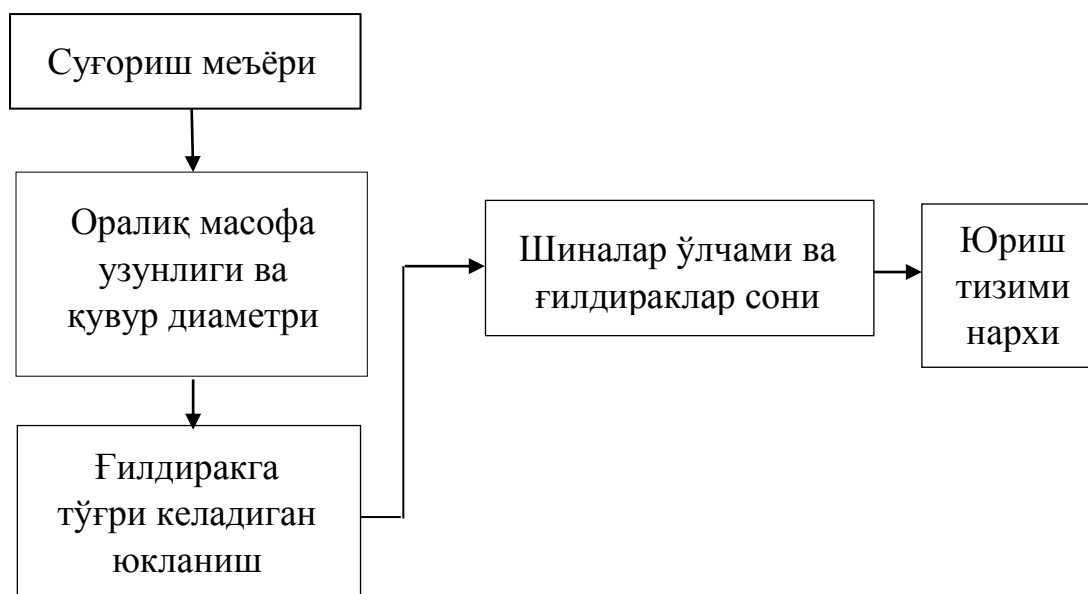 Суғориш меъёри
Оралиқ масофа
узунлиги ва
қувур диаметри
Ғилдиракга
тўғри келадиган
юкланиш
Шиналар ўлчами ва
ғилдираклар сони
Юриш
тизими
нархи